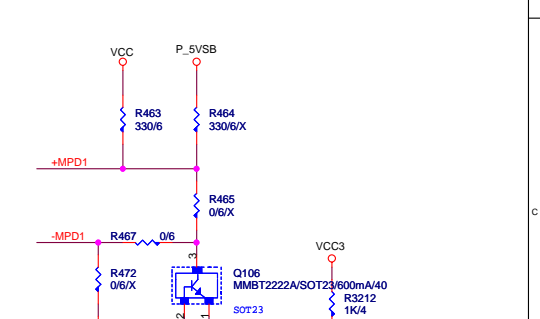 VCC
P_5VSB
R463
330/6
R464
330/6/X
+MPD1
R465
0/6/X
-MPD1
R467
0/6
R472
0/6/X
3
Q106
MMBT2222A/SOT23/600mA/40
SOT23
2
1
VCC3
R3212
1K/4
C